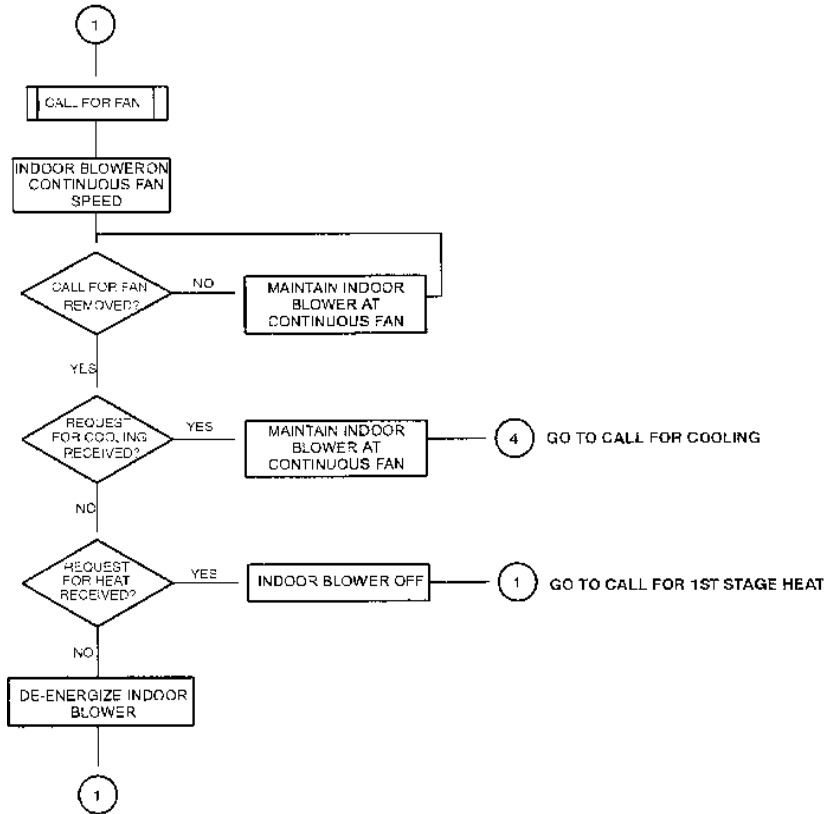 1
CALL FOR FAN
INDOOR BLOWERON
CONTINUOUS FAN
SPEED
CALL FOR FAN
REMOVED?
NO
MAINTAIN INDOOR
BLOWER AT
CONTINUOUS FAN
YES
REQUEST
FOR COOLING
RECEIVED?
YES
MAINTAIN INDOOR
BLOWER AT
CONTINUOUS FAN
4
GO TO CALL FOR COOLING
NO
REQUEST
FOR HEAT
RECEIVED?
YES
INDOOR BLOWER OFF
1
GO TO CALL FOR 1ST STAGE HEAT
NO
DE-ENERGIZE INDOOR
BLOWER
1